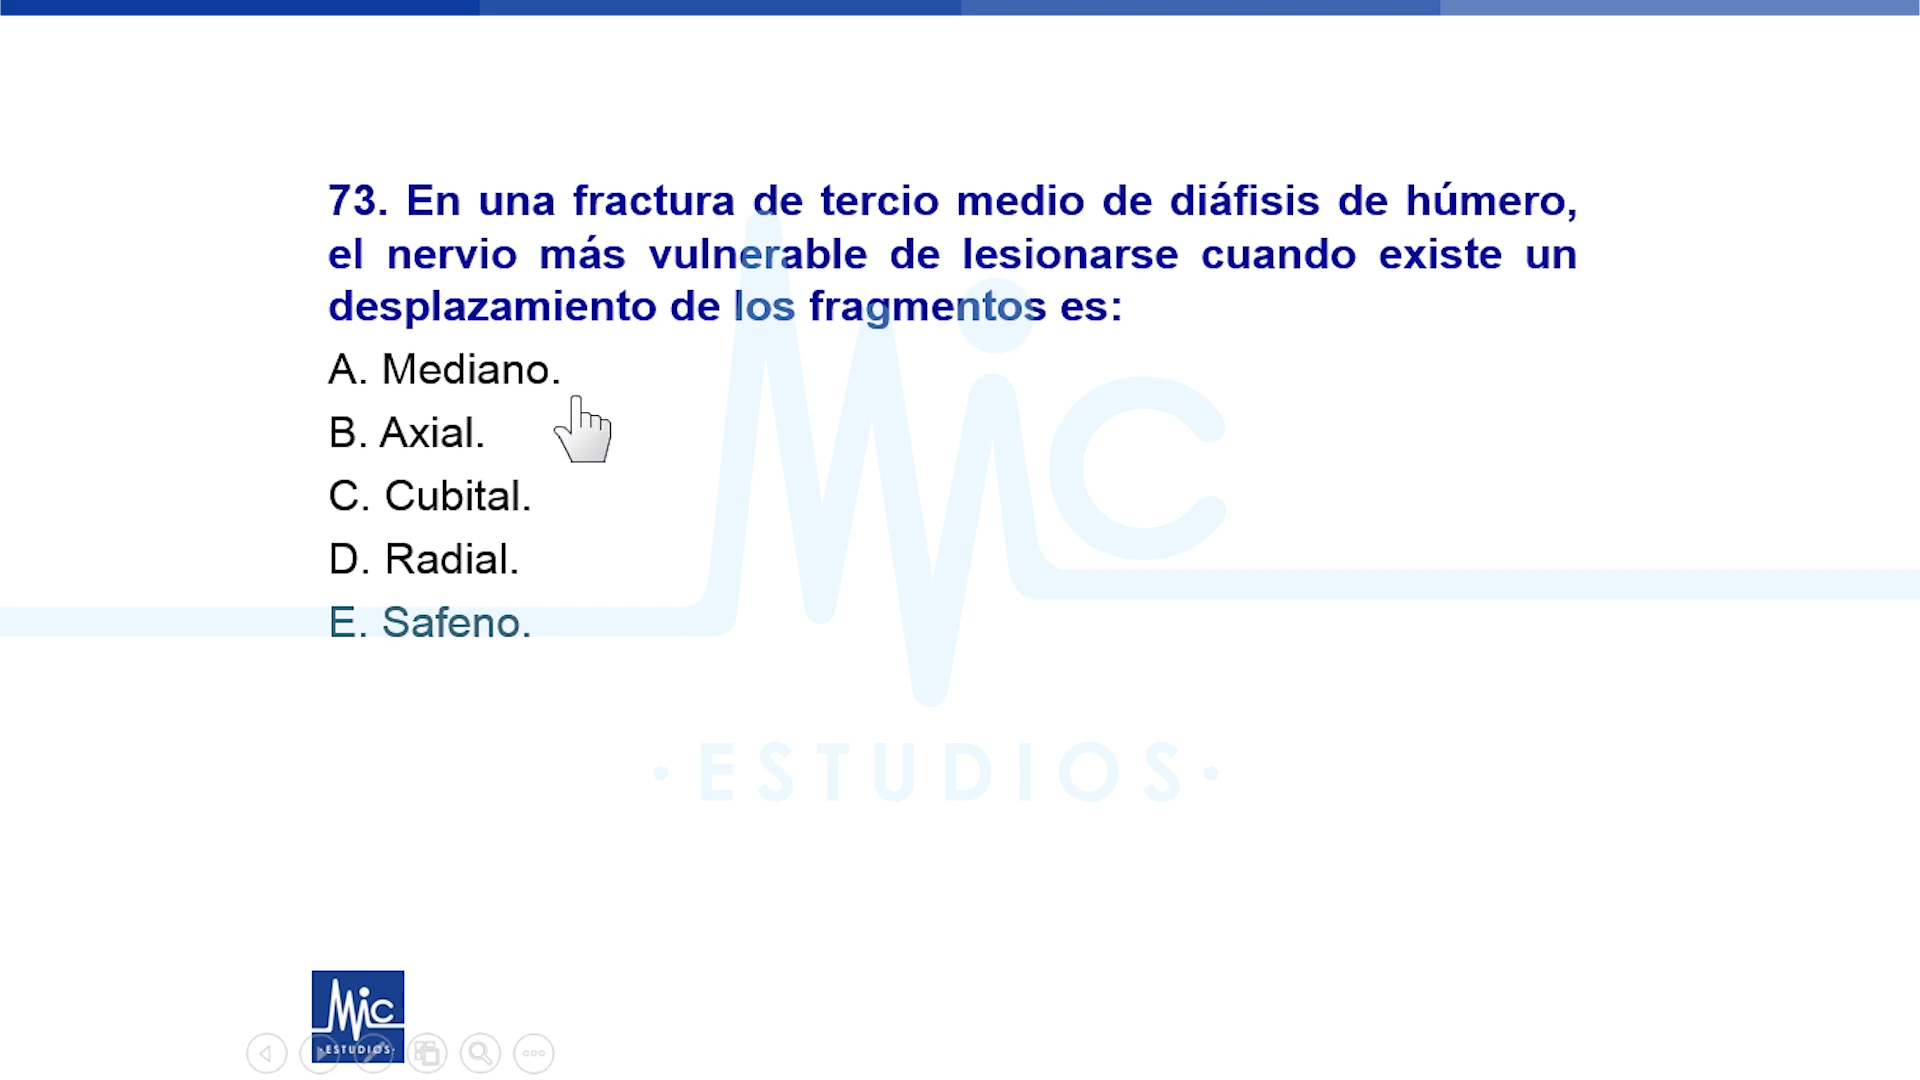 73. En una fractura de tercio medio de diáfisis de húmero,
el nervio más vulnerable de lesionarse cuando existe un
desplazamiento de los fragmentos es:
A. Mediano.
B. Axial.
C. Cubital.
D. Radial.
E. Safeno.
Mic
·ESTUDIOS·
Mic
·ESTUDIOS·